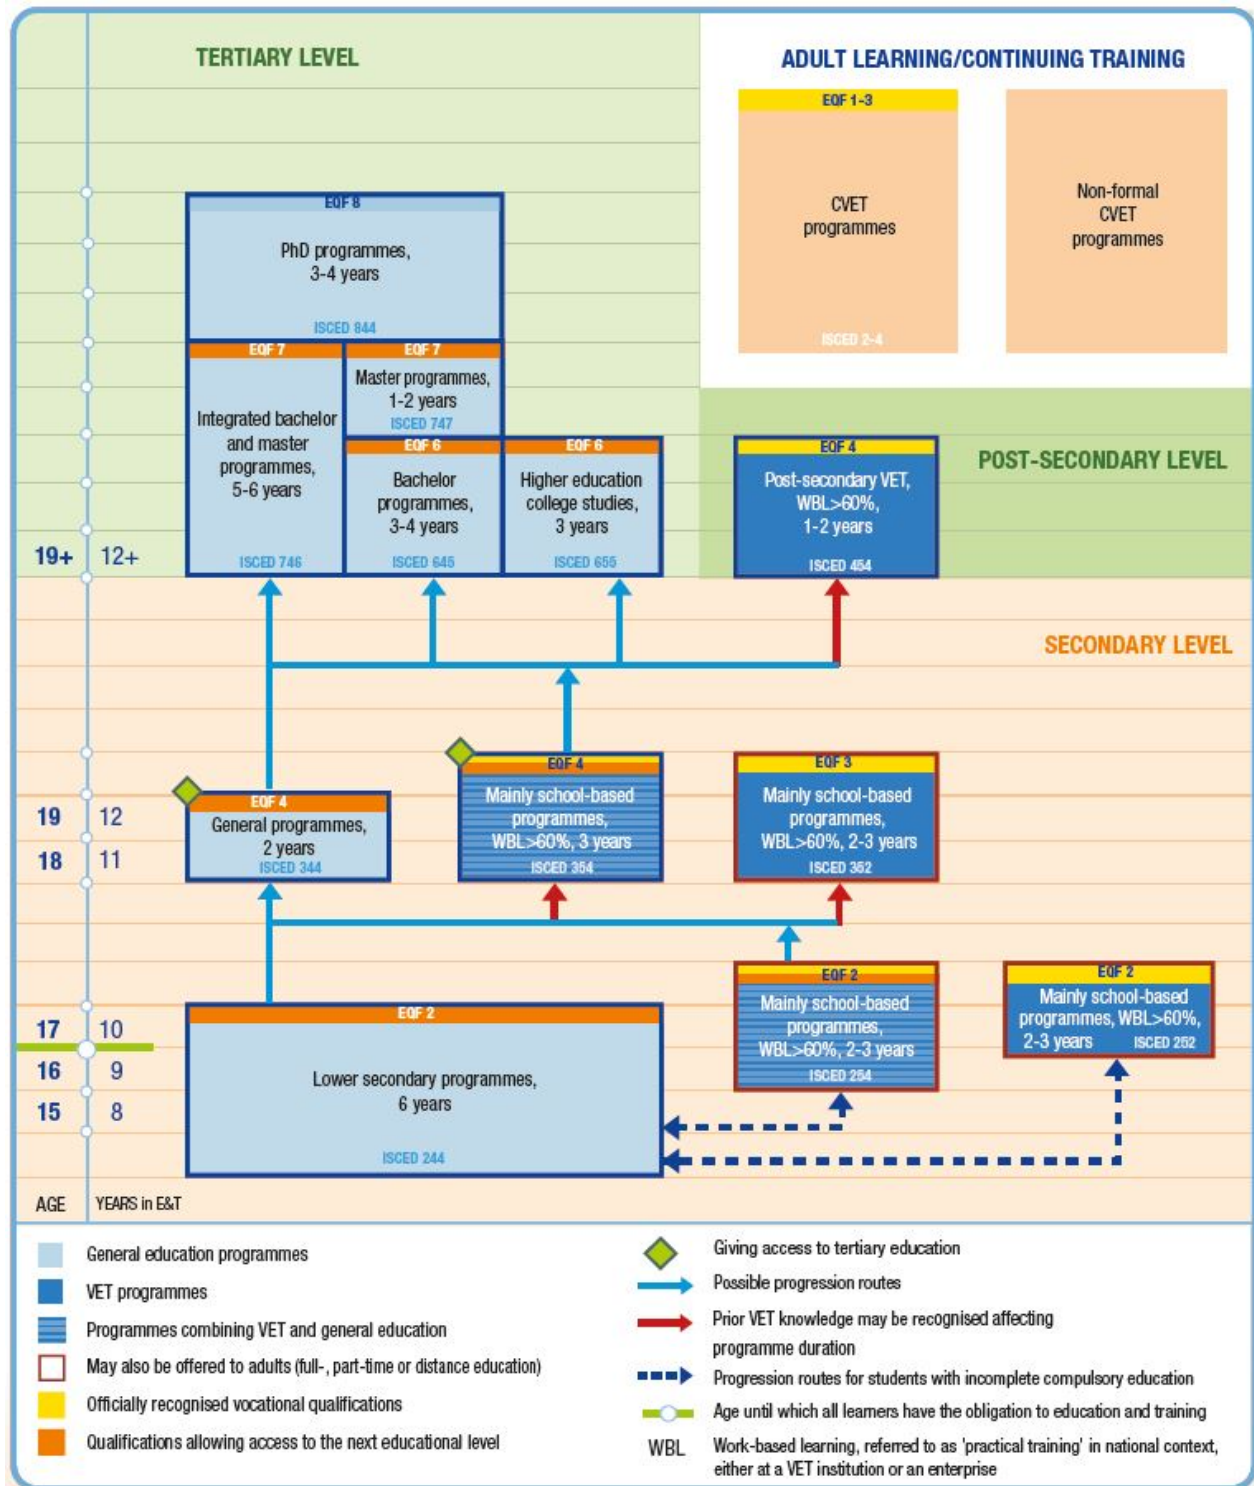 TERTIARY LEVEL
ADULT LEARNING/CONTINUING TRAINING
EQF 1-3
CVET
programmes
ISCED 2-4
Non-formal
CVET
programmes
EQF 8
PhD programmes,
3-4 years
ISCED 844
EQF 7
Integrated bachelor
and master
programmes,
5-6 years
ISCED 746
EQF 7
Master programmes,
1-2 years
ISCED 747
EQF 6
Bachelor
programmes,
3-4 years
ISCED 645
EQF 6
Higher education
college studies,
3 years
ISCED 655
POST-SECONDARY LEVEL
EQF 4
Post-secondary VET,
WBL>60%,
1-2 years
ISCED 454
19+ 12+
SECONDARY LEVEL
EQF 4
General programmes,
2 years
ISCED 344
EQF 4
Mainly school-based
programmes,
WBL>60%, 3 years
ISCED 354
EQF 3
Mainly school-based
programmes,
WBL>60%, 2-3 years
ISCED 352
19 12
18 11
EQF 2
Lower secondary programmes,
6 years
ISCED 244
EQF 2
Mainly school-based
programmes,
WBL>60%, 2-3 years
ISCED 254
EQF 2
Mainly school-based
programmes, WBL>60%,
2-3 years ISCED 252
17 10
16 9
15 8
AGE YEARS in E&T
General education programmes
VET programmes
Programmes combining VET and general education
May also be offered to adults (full-, part-time or distance education)
Officially recognised vocational qualifications
Qualifications allowing access to the next educational level
Giving access to tertiary education
Possible progression routes
Prior VET knowledge may be recognised affecting
programme duration
Progression routes for students with incomplete compulsory education
Age until which all learners have the obligation to education and training
WBL Work-based learning, referred to as 'practical training' in national context,
either at a VET institution or an enterprise